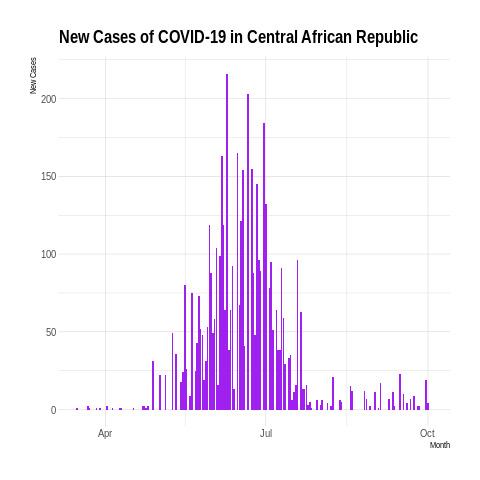 New Cases of COVID-19 in Central African Republic
New Cases
200
150
100
50
0
Apr
Jul
Oct
Month